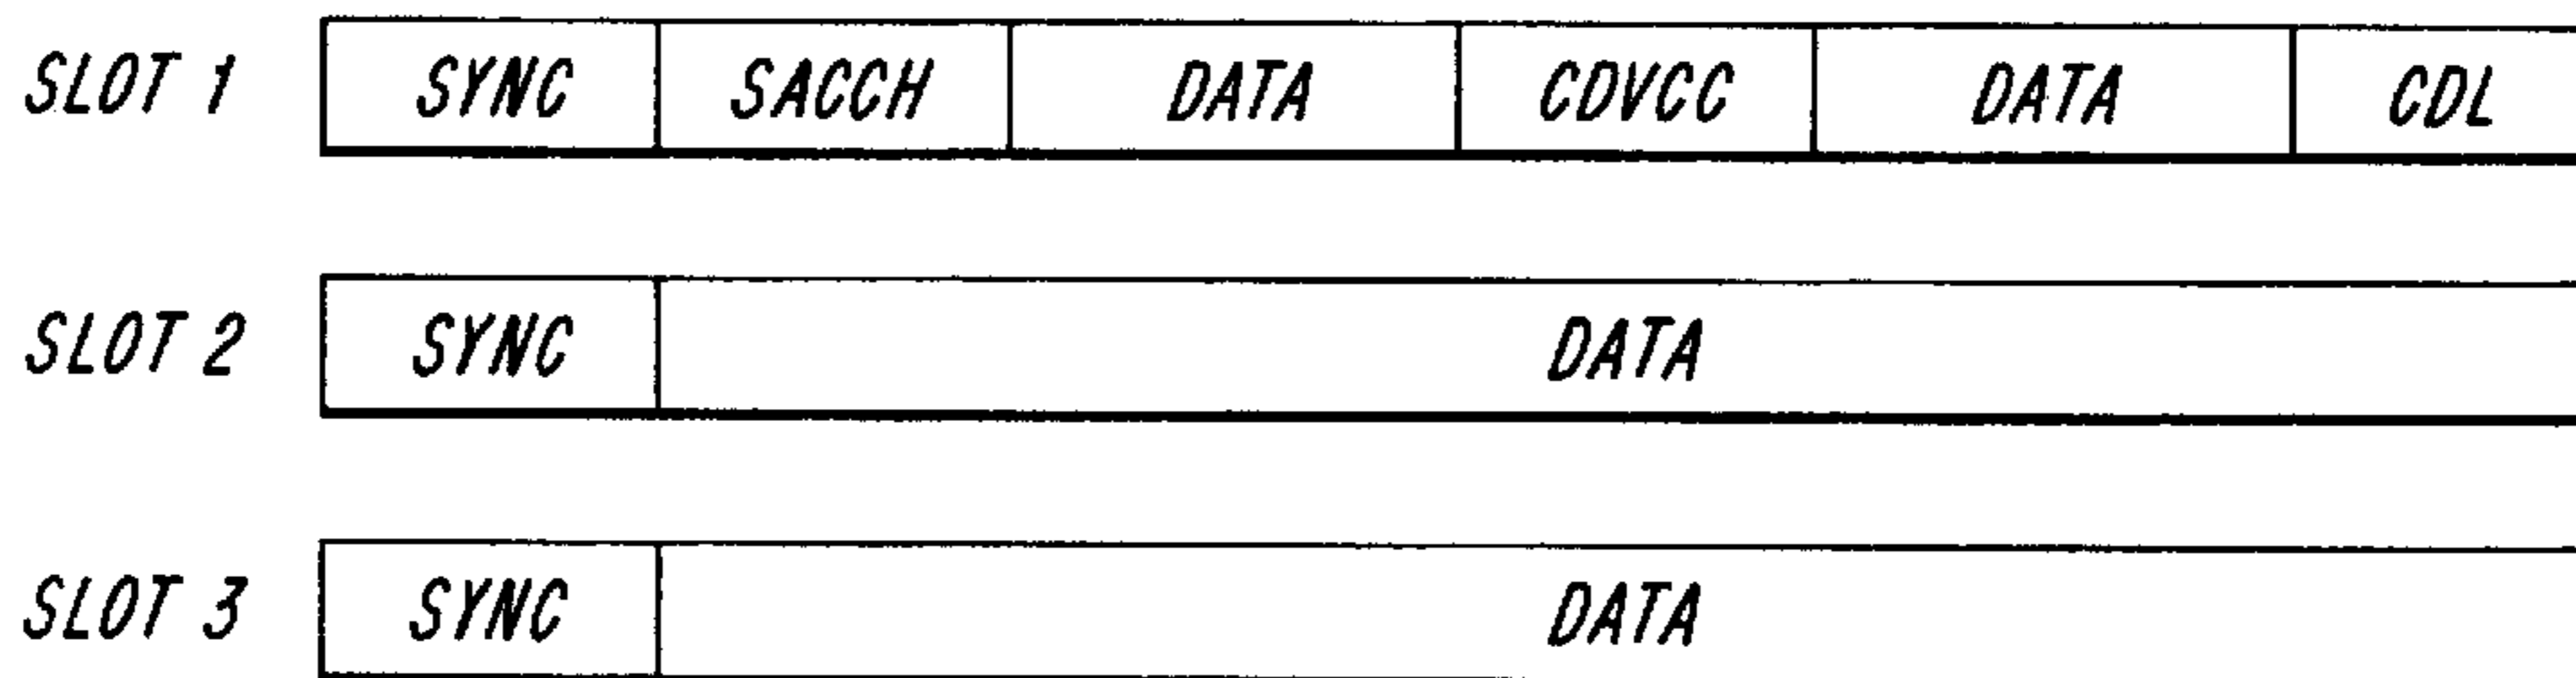 SLOT 1 SYNC SACCH DATA CDVCC DATA CDL
SLOT 2 SYNC DATA
SLOT 3 SYNC DATA